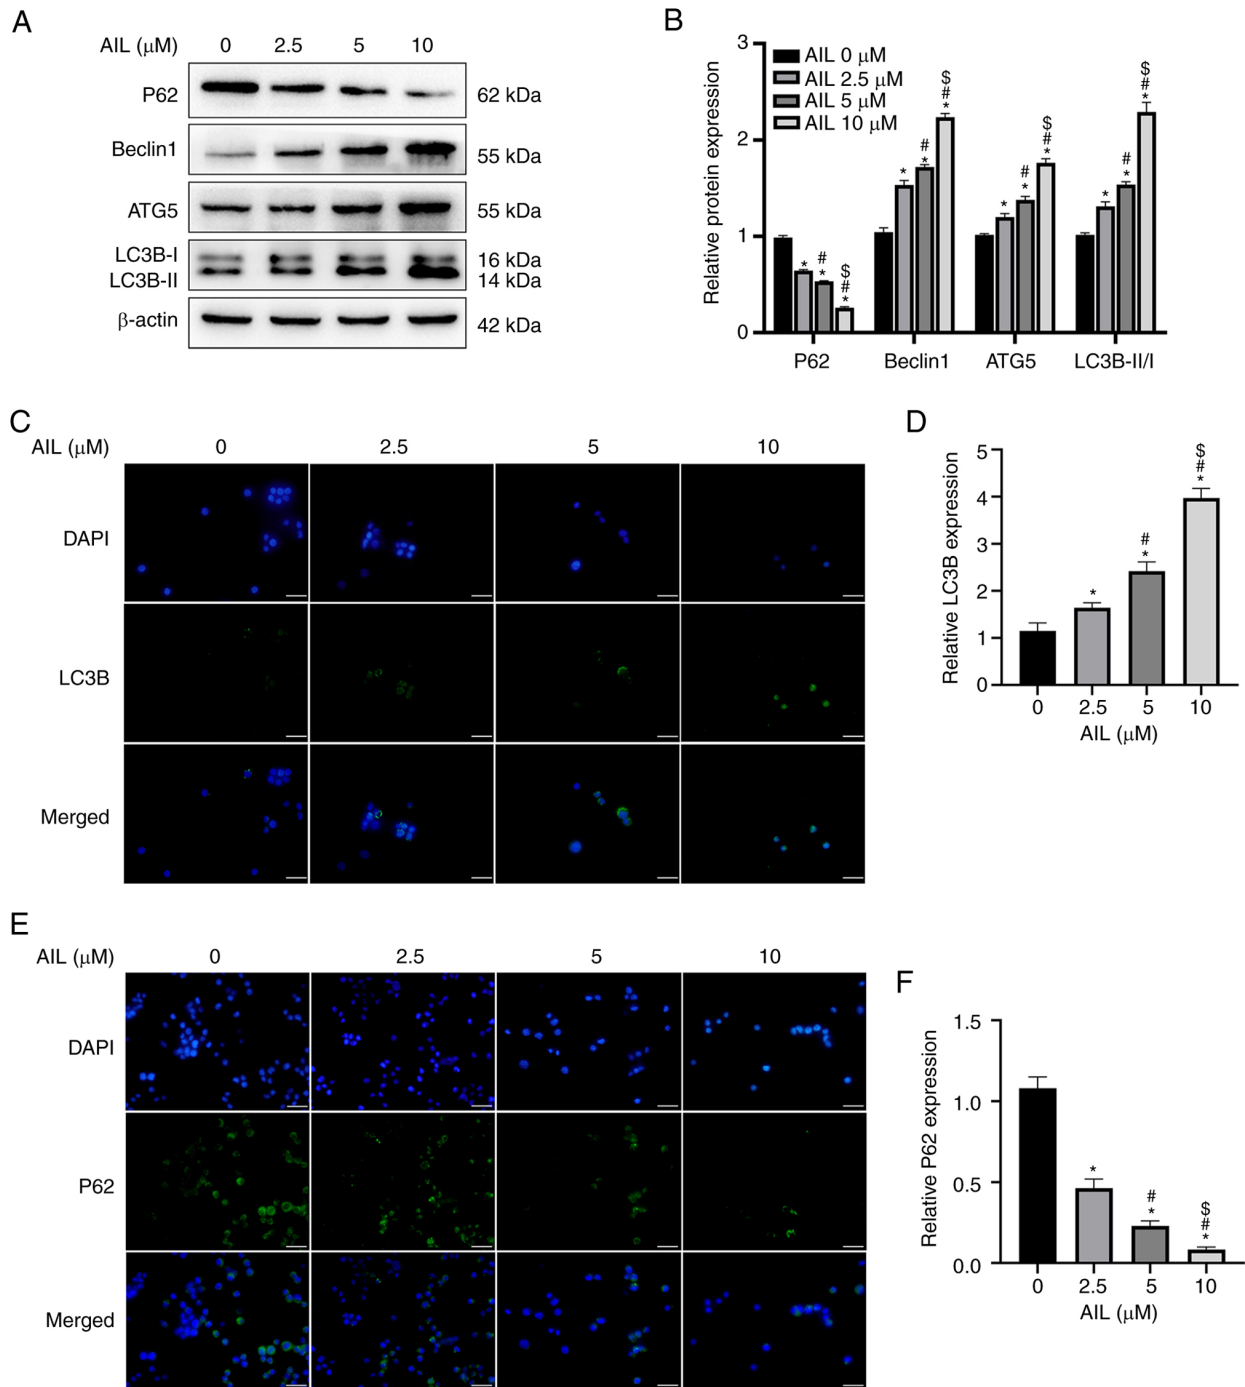 A
AIL (μM) 0 2.5 5 10
P62 62 kDa
Beclin1 55 kDa
ATG5 55 kDa
LC3B-I 16 kDa
LC3B-II 14 kDa
β-actin 42 kDa
B
Relative protein expression
3
2
1
0
AIL 0 μM
AIL 2.5 μM
AIL 5 μM
AIL 10 μM
*
#
*
$
#
*
*
#
*
$
#
*
*
#
*
$
#
*
*
#
*
$
#
*
P62 Beclin1 ATG5 LC3B-II/I
C
AIL (μM) 0 2.5 5 10
DAPI
LC3B
Merged
D
Relative LC3B expression
5
4
3
2
1
0
*
#
*
$
#
*
0 2.5 5 10
AIL (μM)
E
AIL (μM) 0 2.5 5 10
DAPI
P62
Merged
F
Relative P62 expression
1.5
1.0
0.5
0.0
*
#
*
$
#
*
0 2.5 5 10
AIL (μM)